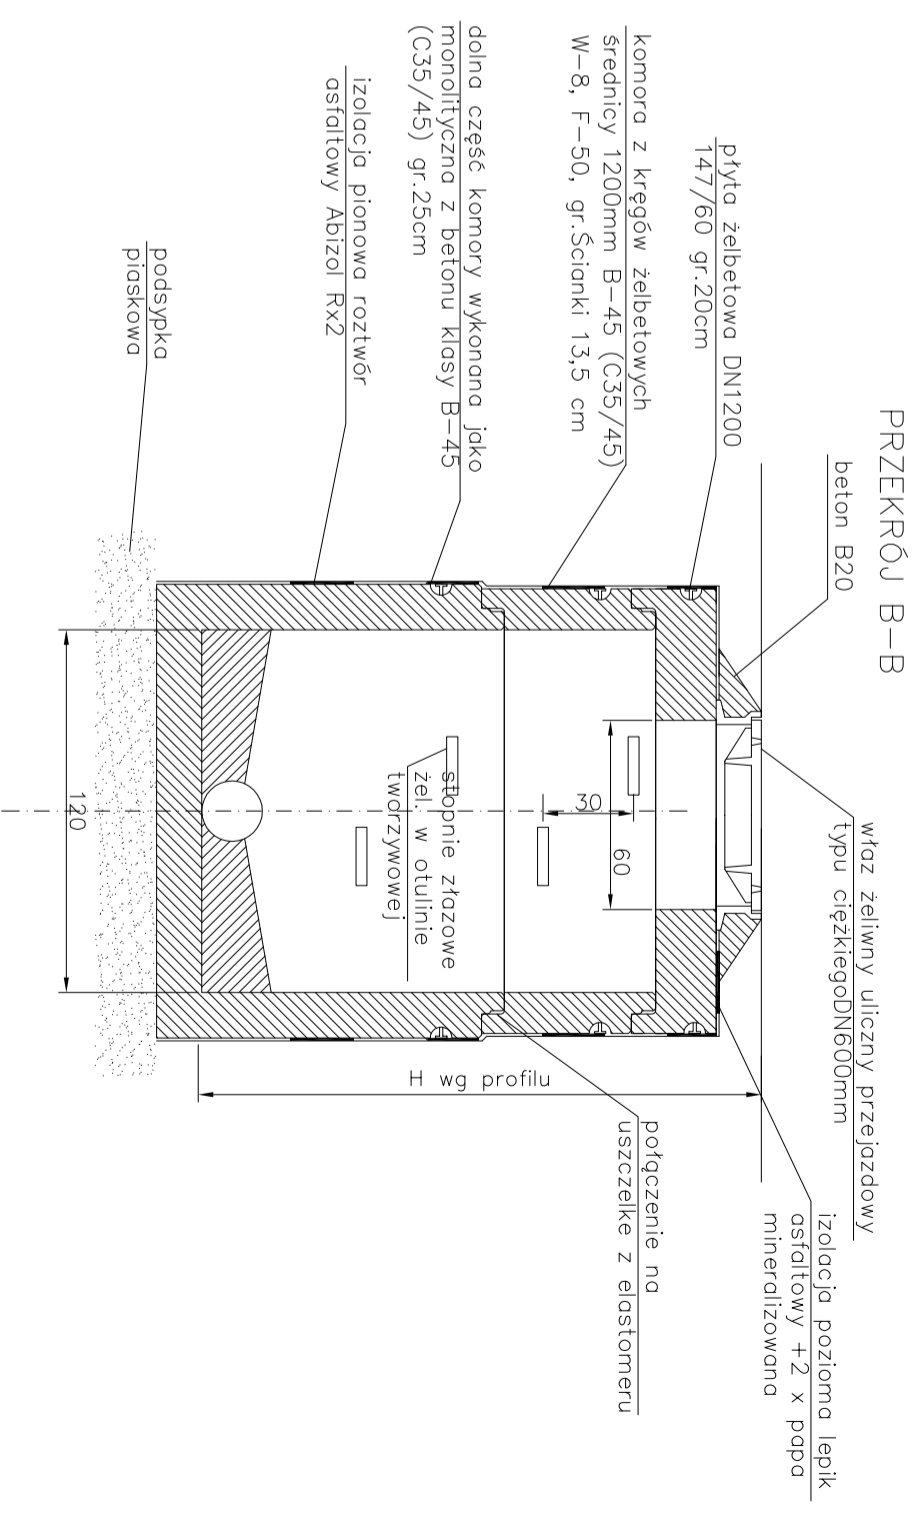 PRZEKRÓJ B-B
beton B20
płyta żelbetowa DN1200
147/60 gr.20cm
komora z kręgów żelbetowych
średnicy 1200mm B-45 (C35/45)
W-8, F-50, gr.Ścianki 13,5 cm
dolna część komory wykonana jako
monolityczna z betonu klasy B-45
(C35/45) gr.25cm
izolacja pionowa roztwór
asfaltowy Abizol Rx2
podsypka
piaskowa
właz żeliwny uliczny przejazdowy
typu ciężkiegoDN600mm
izolacja pozioma lepik
asfaltowy +2 x papa
mineralizowana
połączenie na
uszczelke z elastomeru
stopnie złazowe
żel. w otulinie
tworzywowej
30
60
120
H wg profilu